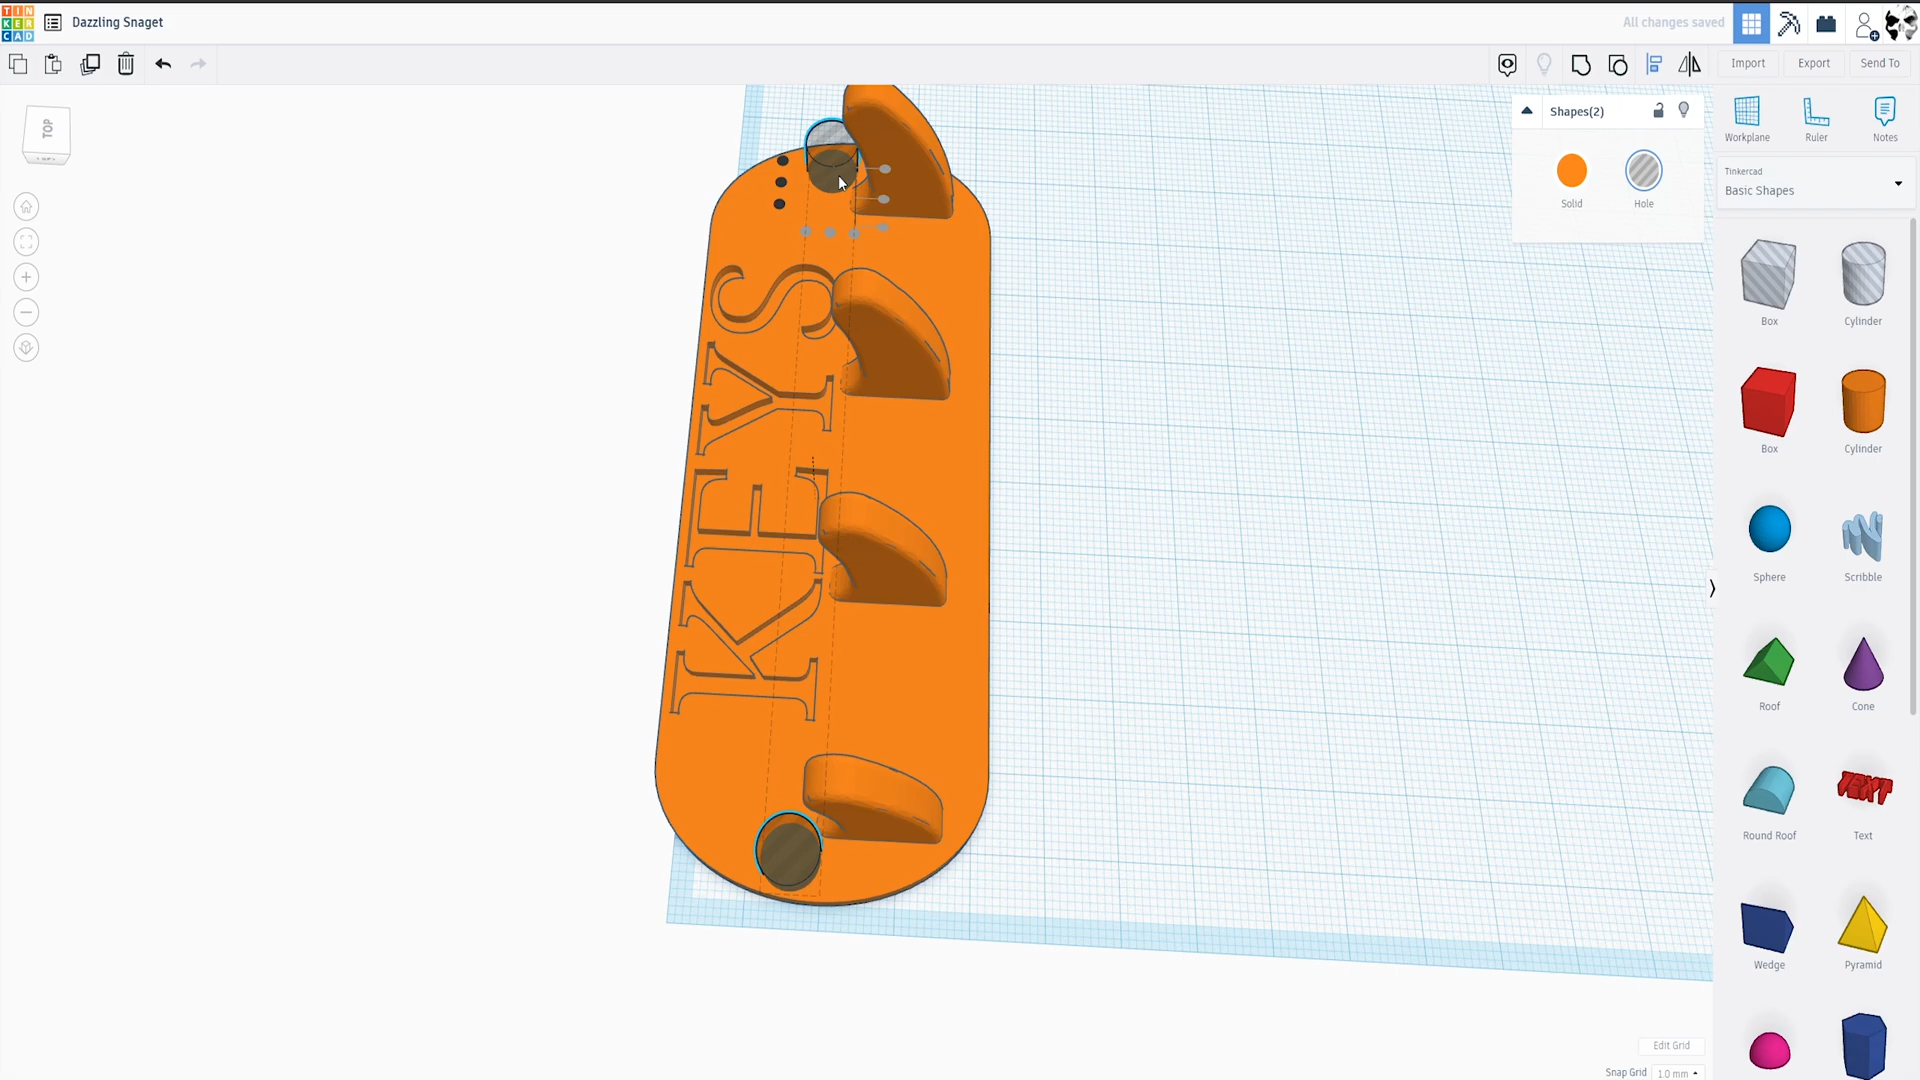 TIN
KER
CAD
Dazzling Snaget
All changes saved
Import
Export
Send To
TOP
Shapes(2)
Solid
Hole
Workplane
Ruler
Notes
Tinkercad
Basic Shapes
Box
Cylinder
Box
Cylinder
Sphere
Scribble
Roof
Cone
Round Roof
TEXT
Text
Wedge
Pyramid
KEYS
Edit Grid
Snap Grid
1.0 mm